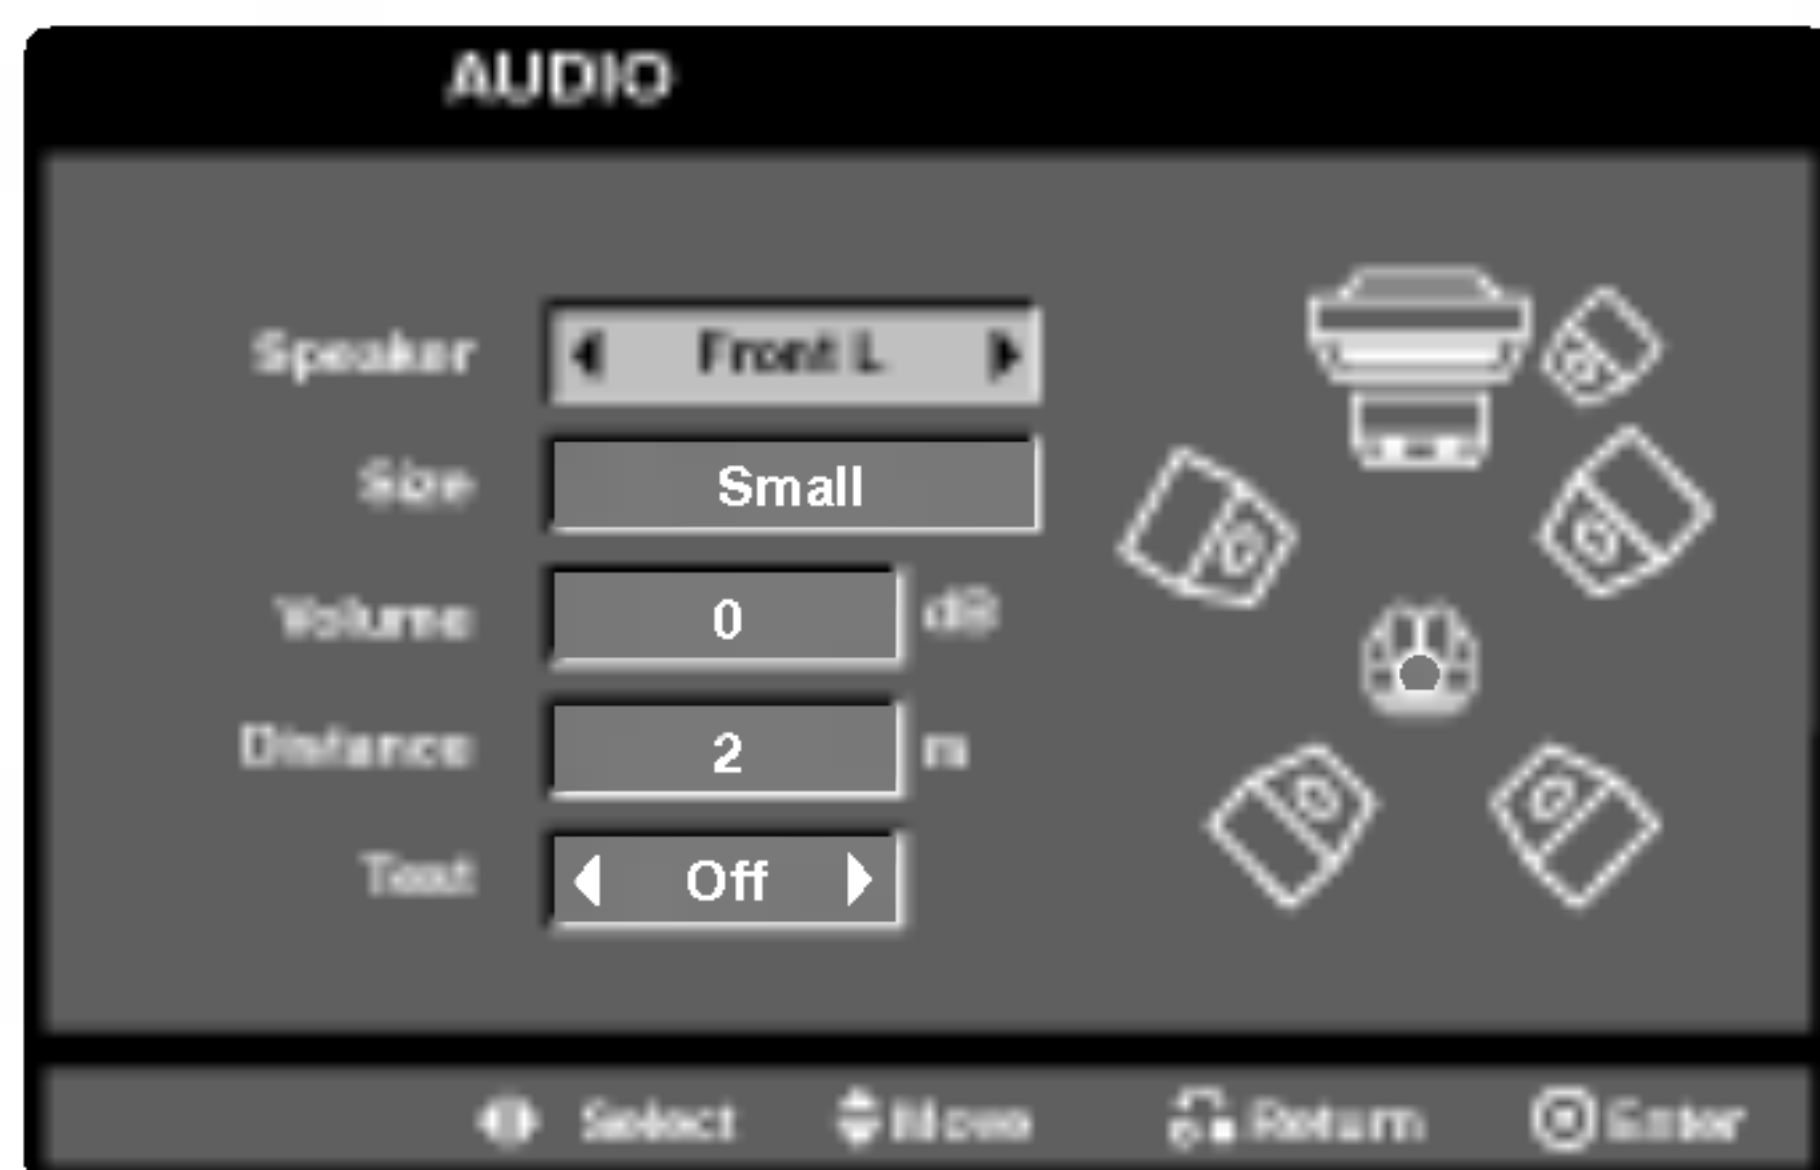 AUDIO
Speaker Front L
Size Small
Volume 0 dB
Distance 2 m
Test Off
Select Move Return Enter